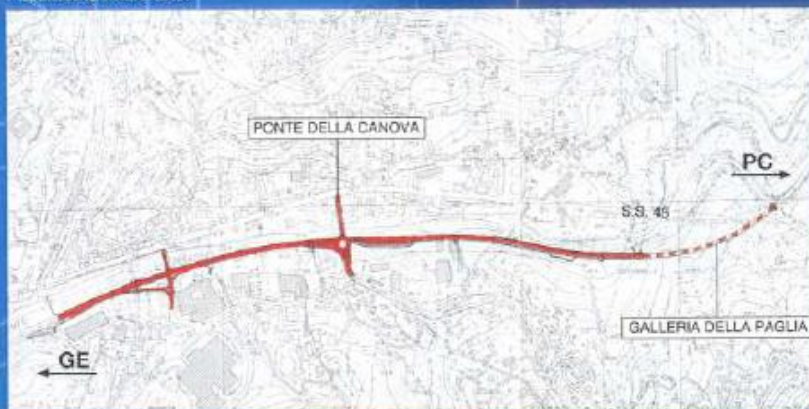 PONTE DELLA CANOVA
PC
S.S. 45
GALLERIA DELLA PAGLIA
GE